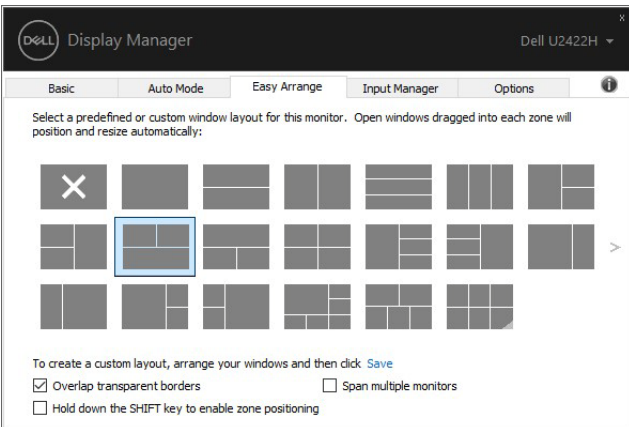 x
DELL Display Manager Dell U2422H
Basic Auto Mode Easy Arrange Input Manager Options i
Select a predefined or custom window layout for this monitor. Open windows dragged into each zone will
position and resize automatically:
>
To create a custom layout, arrange your windows and then click Save
Overlap transparent borders Span multiple monitors
Hold down the SHIFT key to enable zone positioning